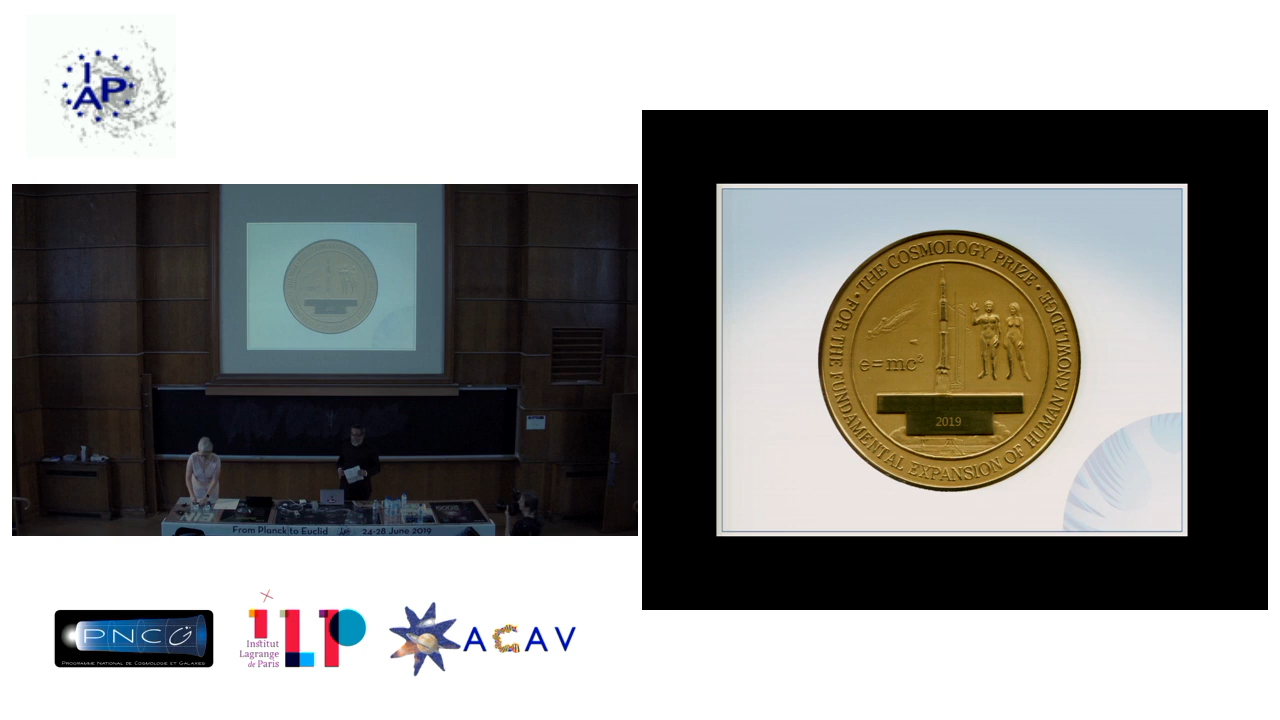 IAP
• THE COSMOLOGY PRIZE •
FOR THE FUNDAMENTAL EXPANSION OF HUMAN KNOWLEDGE
e=mc²
2019
From Planck to Euclid
24-28 June 2019
PNCG
PROGRAMME NATIONAL DE COSMOLOGIE ET GALAXIES
iLP
Institut
Lagrange
de Paris
ACAV